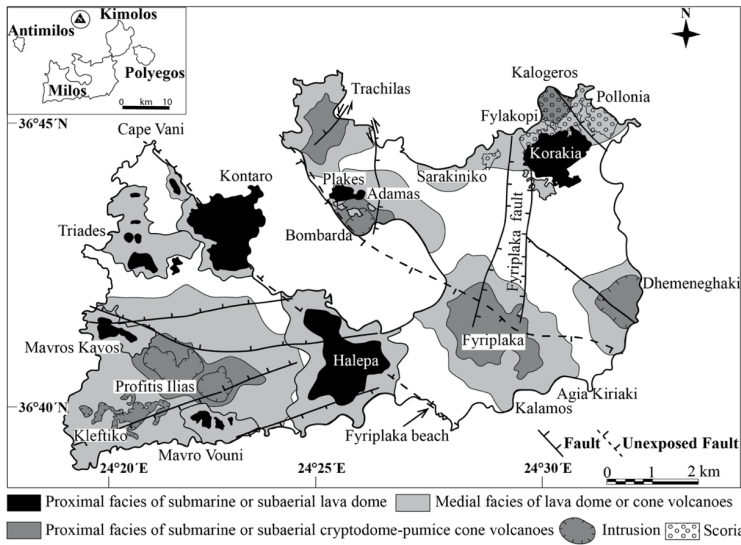 Kimolos
Antimilos
Polyegos
Milos
0 km 10
N
Kalogeros
Pollonia
Fylakopi
Trachilas
36°45´N
Cape Vani
Korakia
Kontaro
Plakes
Sarakiniko
Adamas
Triades
Bombarda
Fyriplaka fault
Dhemeneghaki
Mavros Kavos
Fyriplaka
Halepa
Profitis Ilias
Agia Kiriaki
36°40´N
Kalamos
Kleftiko
Fyriplaka beach
Mavro Vouni
Fault
Unexposed Fault
24°20´E
24°25´E
24°30´E
0 1 2 km
Proximal facies of submarine or subaerial lava dome
Medial facies of lava dome or cone volcanoes
Proximal facies of submarine or subaerial cryptodome-pumice cone volcanoes
Intrusion
Scoria